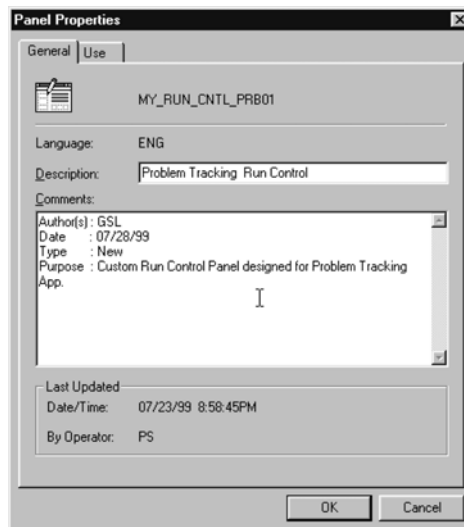 Panel Properties
General Use
MY_RUN_CNTL_PRB01
Language: ENG
Description: Problem Tracking Run Control
Comments:
Author(s) : GSL
Date : 07/28/99
Type : New
Purpose : Custom Run Control Panel designed for Problem Tracking
App.
Last Updated
Date/Time: 07/23/99 8:58:45PM
By Operator: PS
OK Cancel